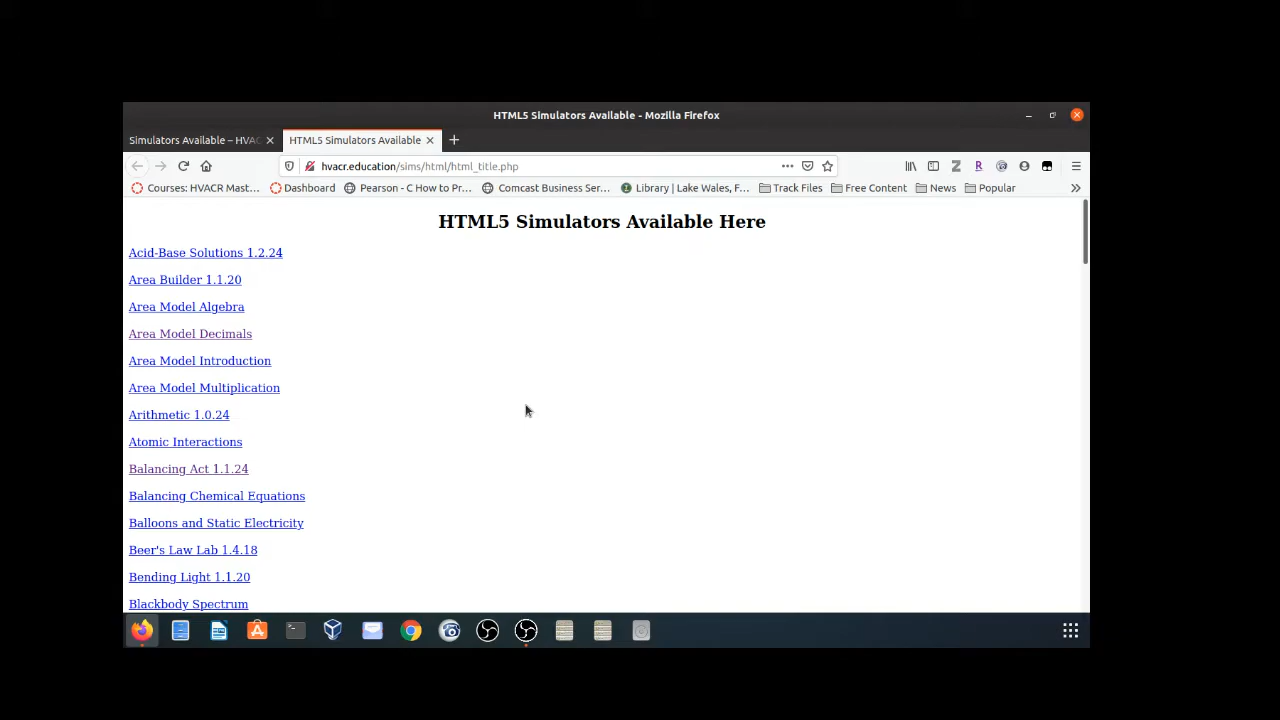 HTML5 Simulators Available - Mozilla Firefox
Simulators Available – HVAC
HTML5 Simulators Available
hvacr.education/sims/html/html_title.php
Courses: HVACR Mast... Dashboard Pearson - C How to Pr... Comcast Business Ser... Library | Lake Wales, F... Track Files Free Content News Popular
HTML5 Simulators Available Here
Acid-Base Solutions 1.2.24
Area Builder 1.1.20
Area Model Algebra
Area Model Decimals
Area Model Introduction
Area Model Multiplication
Arithmetic 1.0.24
Atomic Interactions
Balancing Act 1.1.24
Balancing Chemical Equations
Balloons and Static Electricity
Beer's Law Lab 1.4.18
Bending Light 1.1.20
Blackbody Spectrum